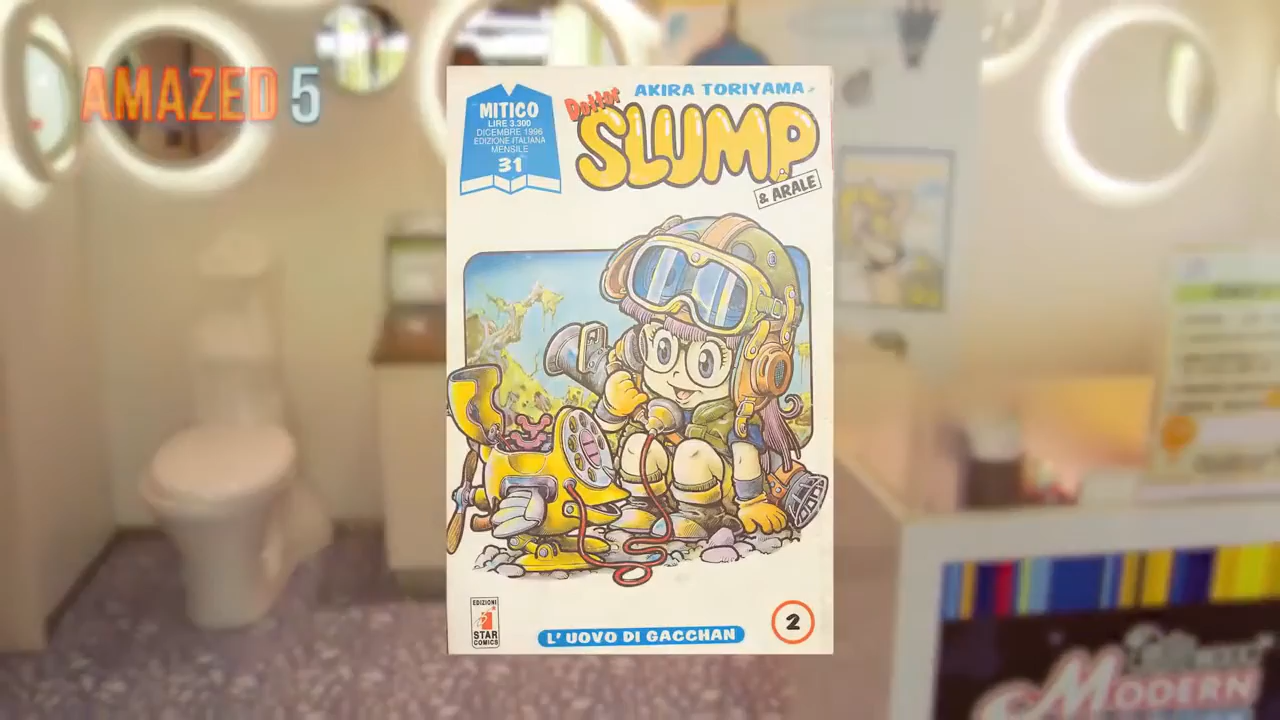 AMAZED 5
AKIRA TORIYAMA
Dottor
SLUMP
& ARALE
MITICO
LIRE 3.300
DICEMBRE 1996
EDIZIONE ITALIANA
MENSILE
31
EDIZIONI
STAR
COMICS
L'UOVO DI GACCHAN
2
MODERN